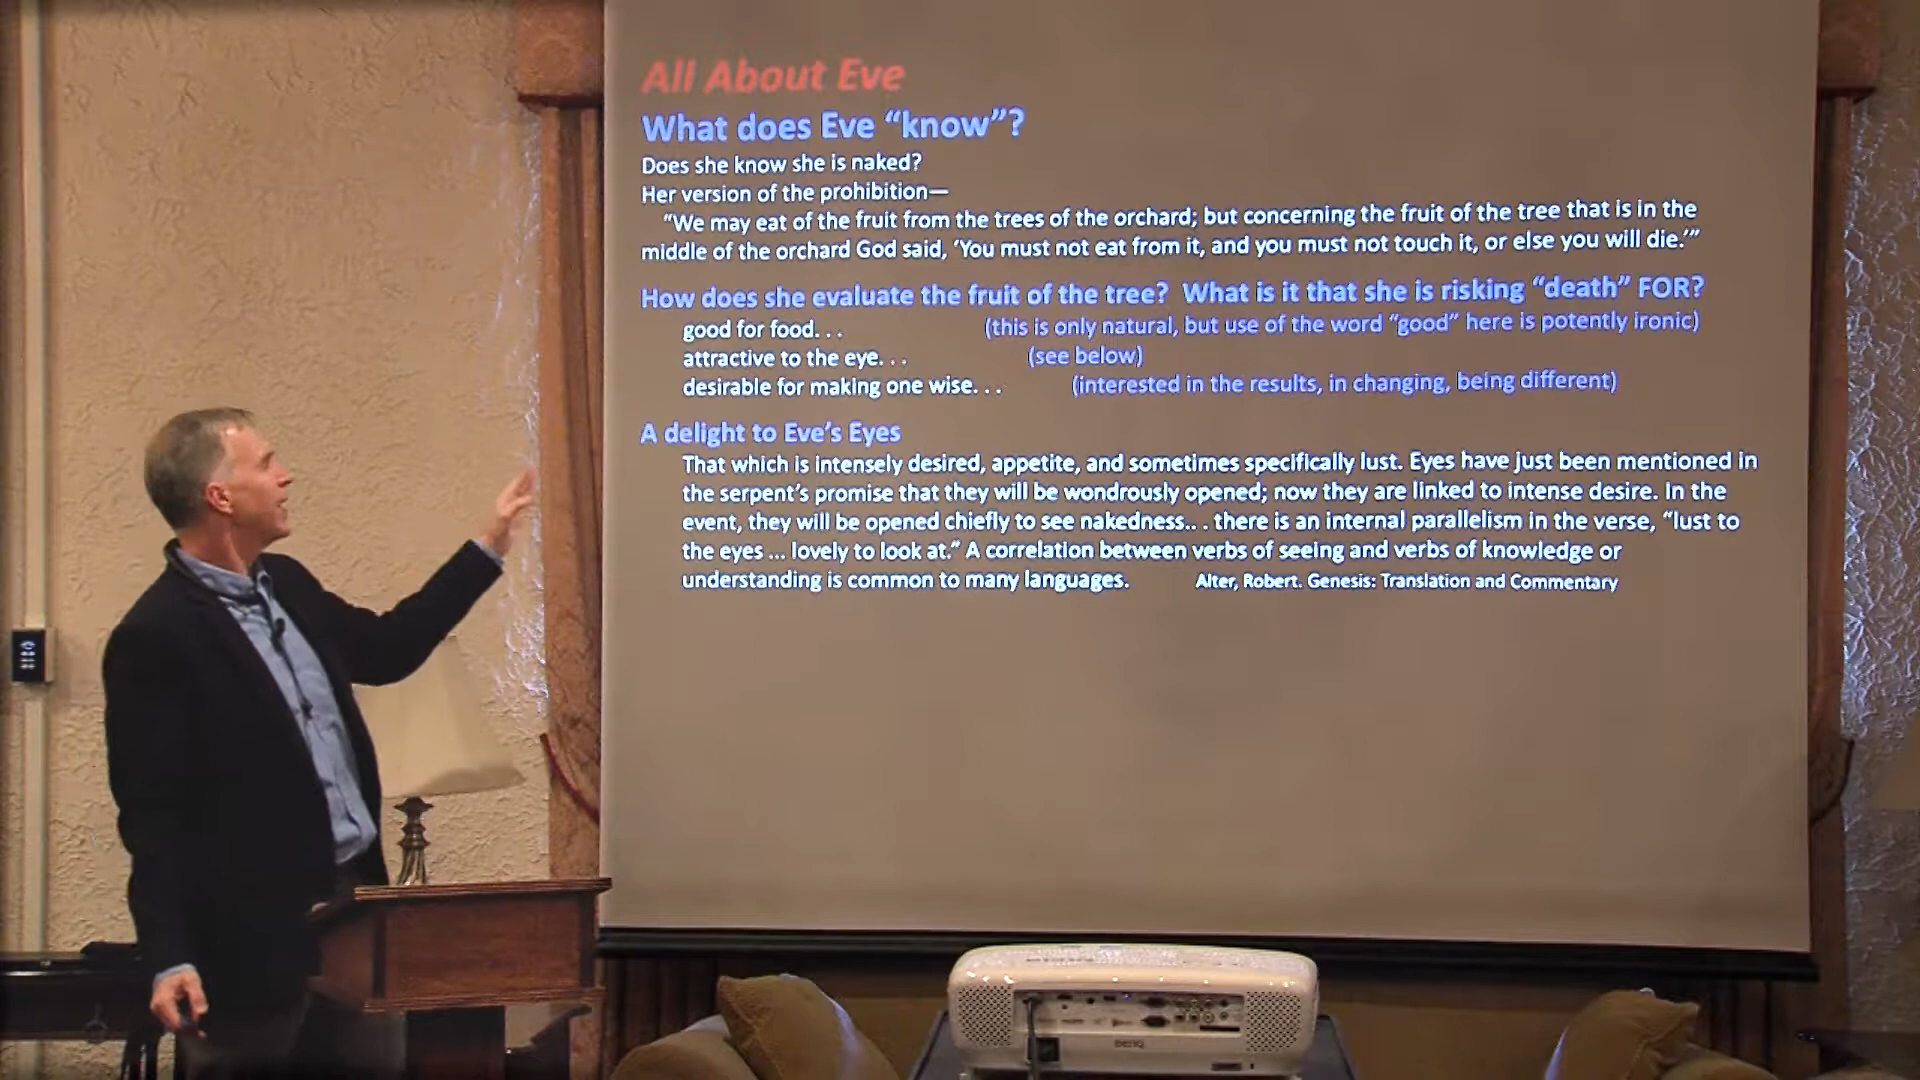 All About Eve
What does Eve “know”?
Does she know she is naked?
Her version of the prohibition—
“We may eat of the fruit from the trees of the orchard; but concerning the fruit of the tree that is in the
middle of the orchard God said, ‘You must not eat from it, and you must not touch it, or else you will die.’”
How does she evaluate the fruit of the tree? What is it that she is risking “death” FOR?
good for food. . . (this is only natural, but use of the word “good” here is potently ironic)
attractive to the eye. . . (see below)
desirable for making one wise. . . (interested in the results, in changing, being different)
A delight to Eve’s Eyes
That which is intensely desired, appetite, and sometimes specifically lust. Eyes have just been mentioned in
the serpent’s promise that they will be wondrously opened; now they are linked to intense desire. In the
event, they will be opened chiefly to see nakedness.. . there is an internal parallelism in the verse, “lust to
the eyes ... lovely to look at.” A correlation between verbs of seeing and verbs of knowledge or
understanding is common to many languages. Alter, Robert. Genesis: Translation and Commentary
BenQ